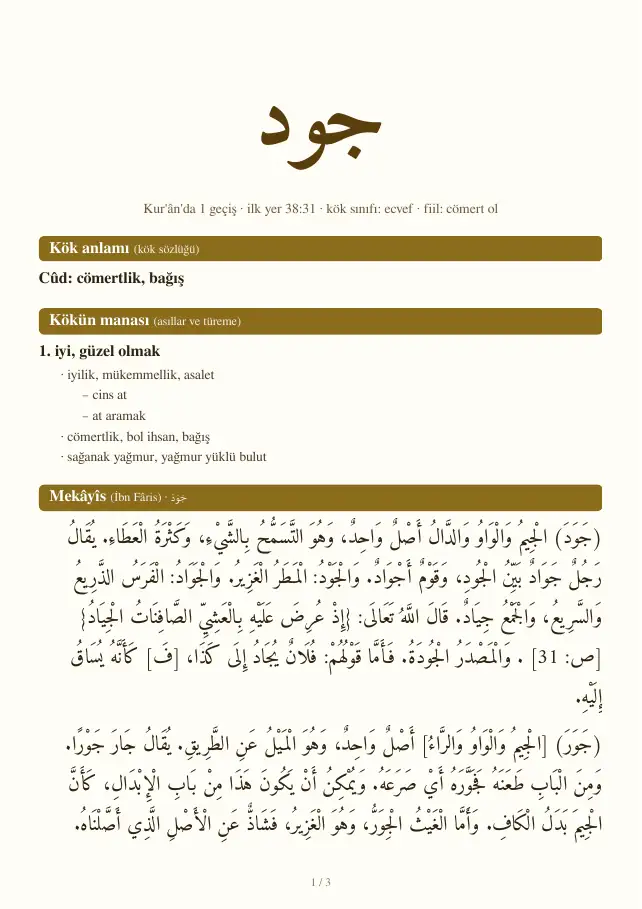 جود
Kur'ân'da 1 geçiş · ilk yer 38:31 · kök sınıfı: ecvef · fiil: cömert ol
Kök anlamı (kök sözlüğü)
Cûd: cömertlik, bağış
Kökün manası (asıllar ve türeme)
1. iyi, güzel olmak
· iyilik, mükemmellik, asalet
– cins at
– at aramak
· cömertlik, bol ihsan, bağış
· sağanak yağmur, yağmur yüklü bulut
Mekâyîs (İbn Fâris) · جَوَدَ
(جَوَدَ) الْجِيمُ وَالْوَاوُ وَالدَّالُ أَصْلٌ وَاحِدٌ، وَهُوَ التَّسَمُّحُ بِالشَّيْءِ، وَكَثْرَةُ الْعَطَاءِ. يُقَالُ
رَجُلٌ جَوَادٌ بَيِّنُ الْجُودِ، وَقَوْمٌ أَجْوَادٌ. وَالْجَوْدُ: الْمَطَرُ الْغَزِيرُ. وَالْجَوَادُ: الْفَرَسُ الذَّرِيعُ
وَالسَّرِيعُ، وَالْجَمْعُ جِيَادٌ. قَالَ اللَّهُ تَعَالَى: {إِذْ عُرِضَ عَلَيْهِ بِالْعَشِيِّ الصَّافِنَاتُ الْجِيَادُ}
[ص: 31] . وَالْمَصْدَرُ الْجُودَةُ. فَأَمَّا قَوْلُهُمْ: فُلَانٌ يُجَادُ إِلَى كَذَا، [فَ] كَأَنَّهُ يُسَاقُ
إِلَيْهِ.
(جَوَرَ) [الْجِيمُ وَالْوَاوُ وَالرَّاءُ] أَصْلٌ وَاحِدٌ، وَهُوَ الْمَيْلُ عَنِ الطَّرِيقِ. يُقَالُ جَارَ جَوْرًا.
وَمِنَ الْبَابِ طَعَنَهُ فَجَوَّرَهُ أَيْ صَرَعَهُ. وَيُمْكِنُ أَنْ يَكُونَ هَذَا مِنْ بَابِ الْإِبْدَالِ، كَأَنَّ
الْجِيمَ بَدَلُ الْكَافِ. وَأَمَّا الْغَيْثُ الْجِوَرُّ، وَهُوَ الْغَزِيرُ، فَشَاذٌّ عَنِ الْأَصْلِ الَّذِي أَصَّلْنَاهُ.
1 / 3